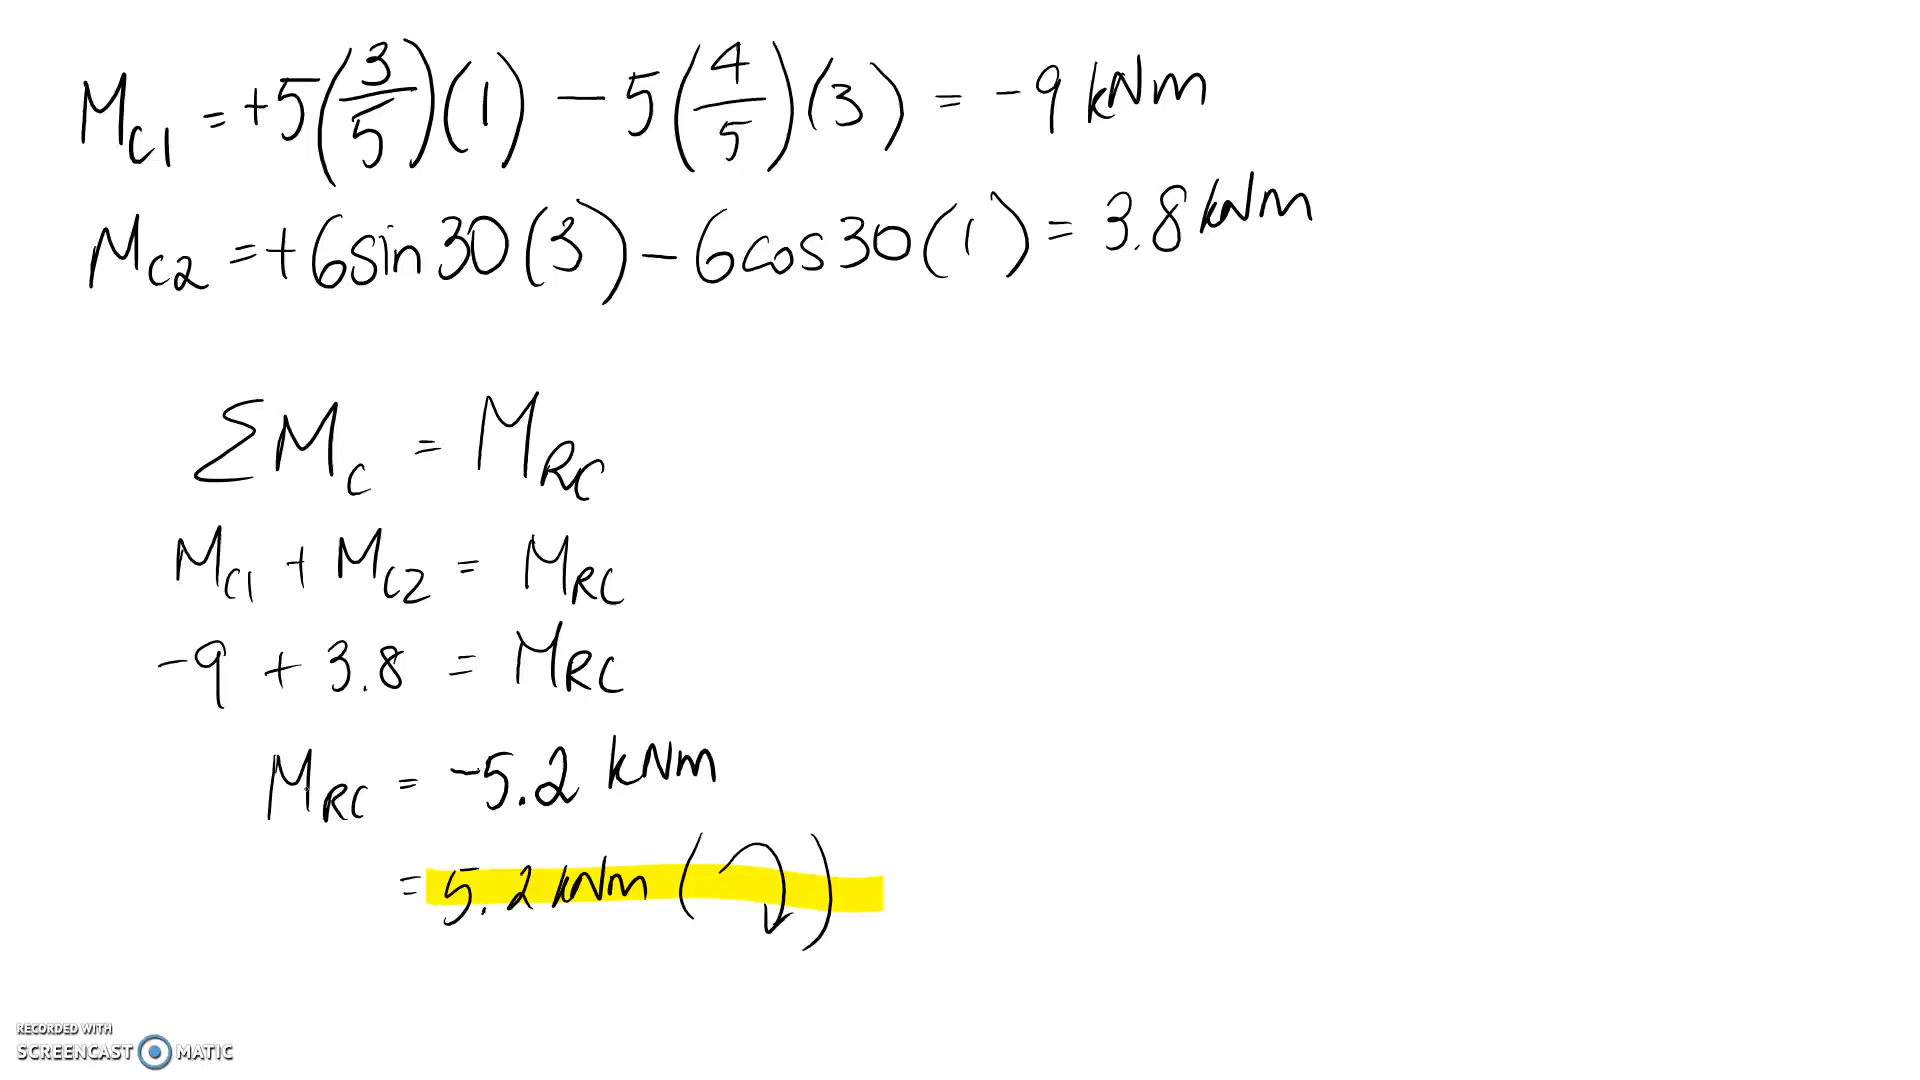 M_C1 = +5(3/5)(1) - 5(4/5)(3) = -9 kNm
M_C2 = +6sin30(3) - 6cos30(1) = 3.8 kNm
ΣM_C = M_RC
M_C1 + M_C2 = M_RC
-9 + 3.8 = M_RC
M_RC = -5.2 kNm
= 5.2 kNm (↷)
RECORDED WITH
SCREENCAST MATIC